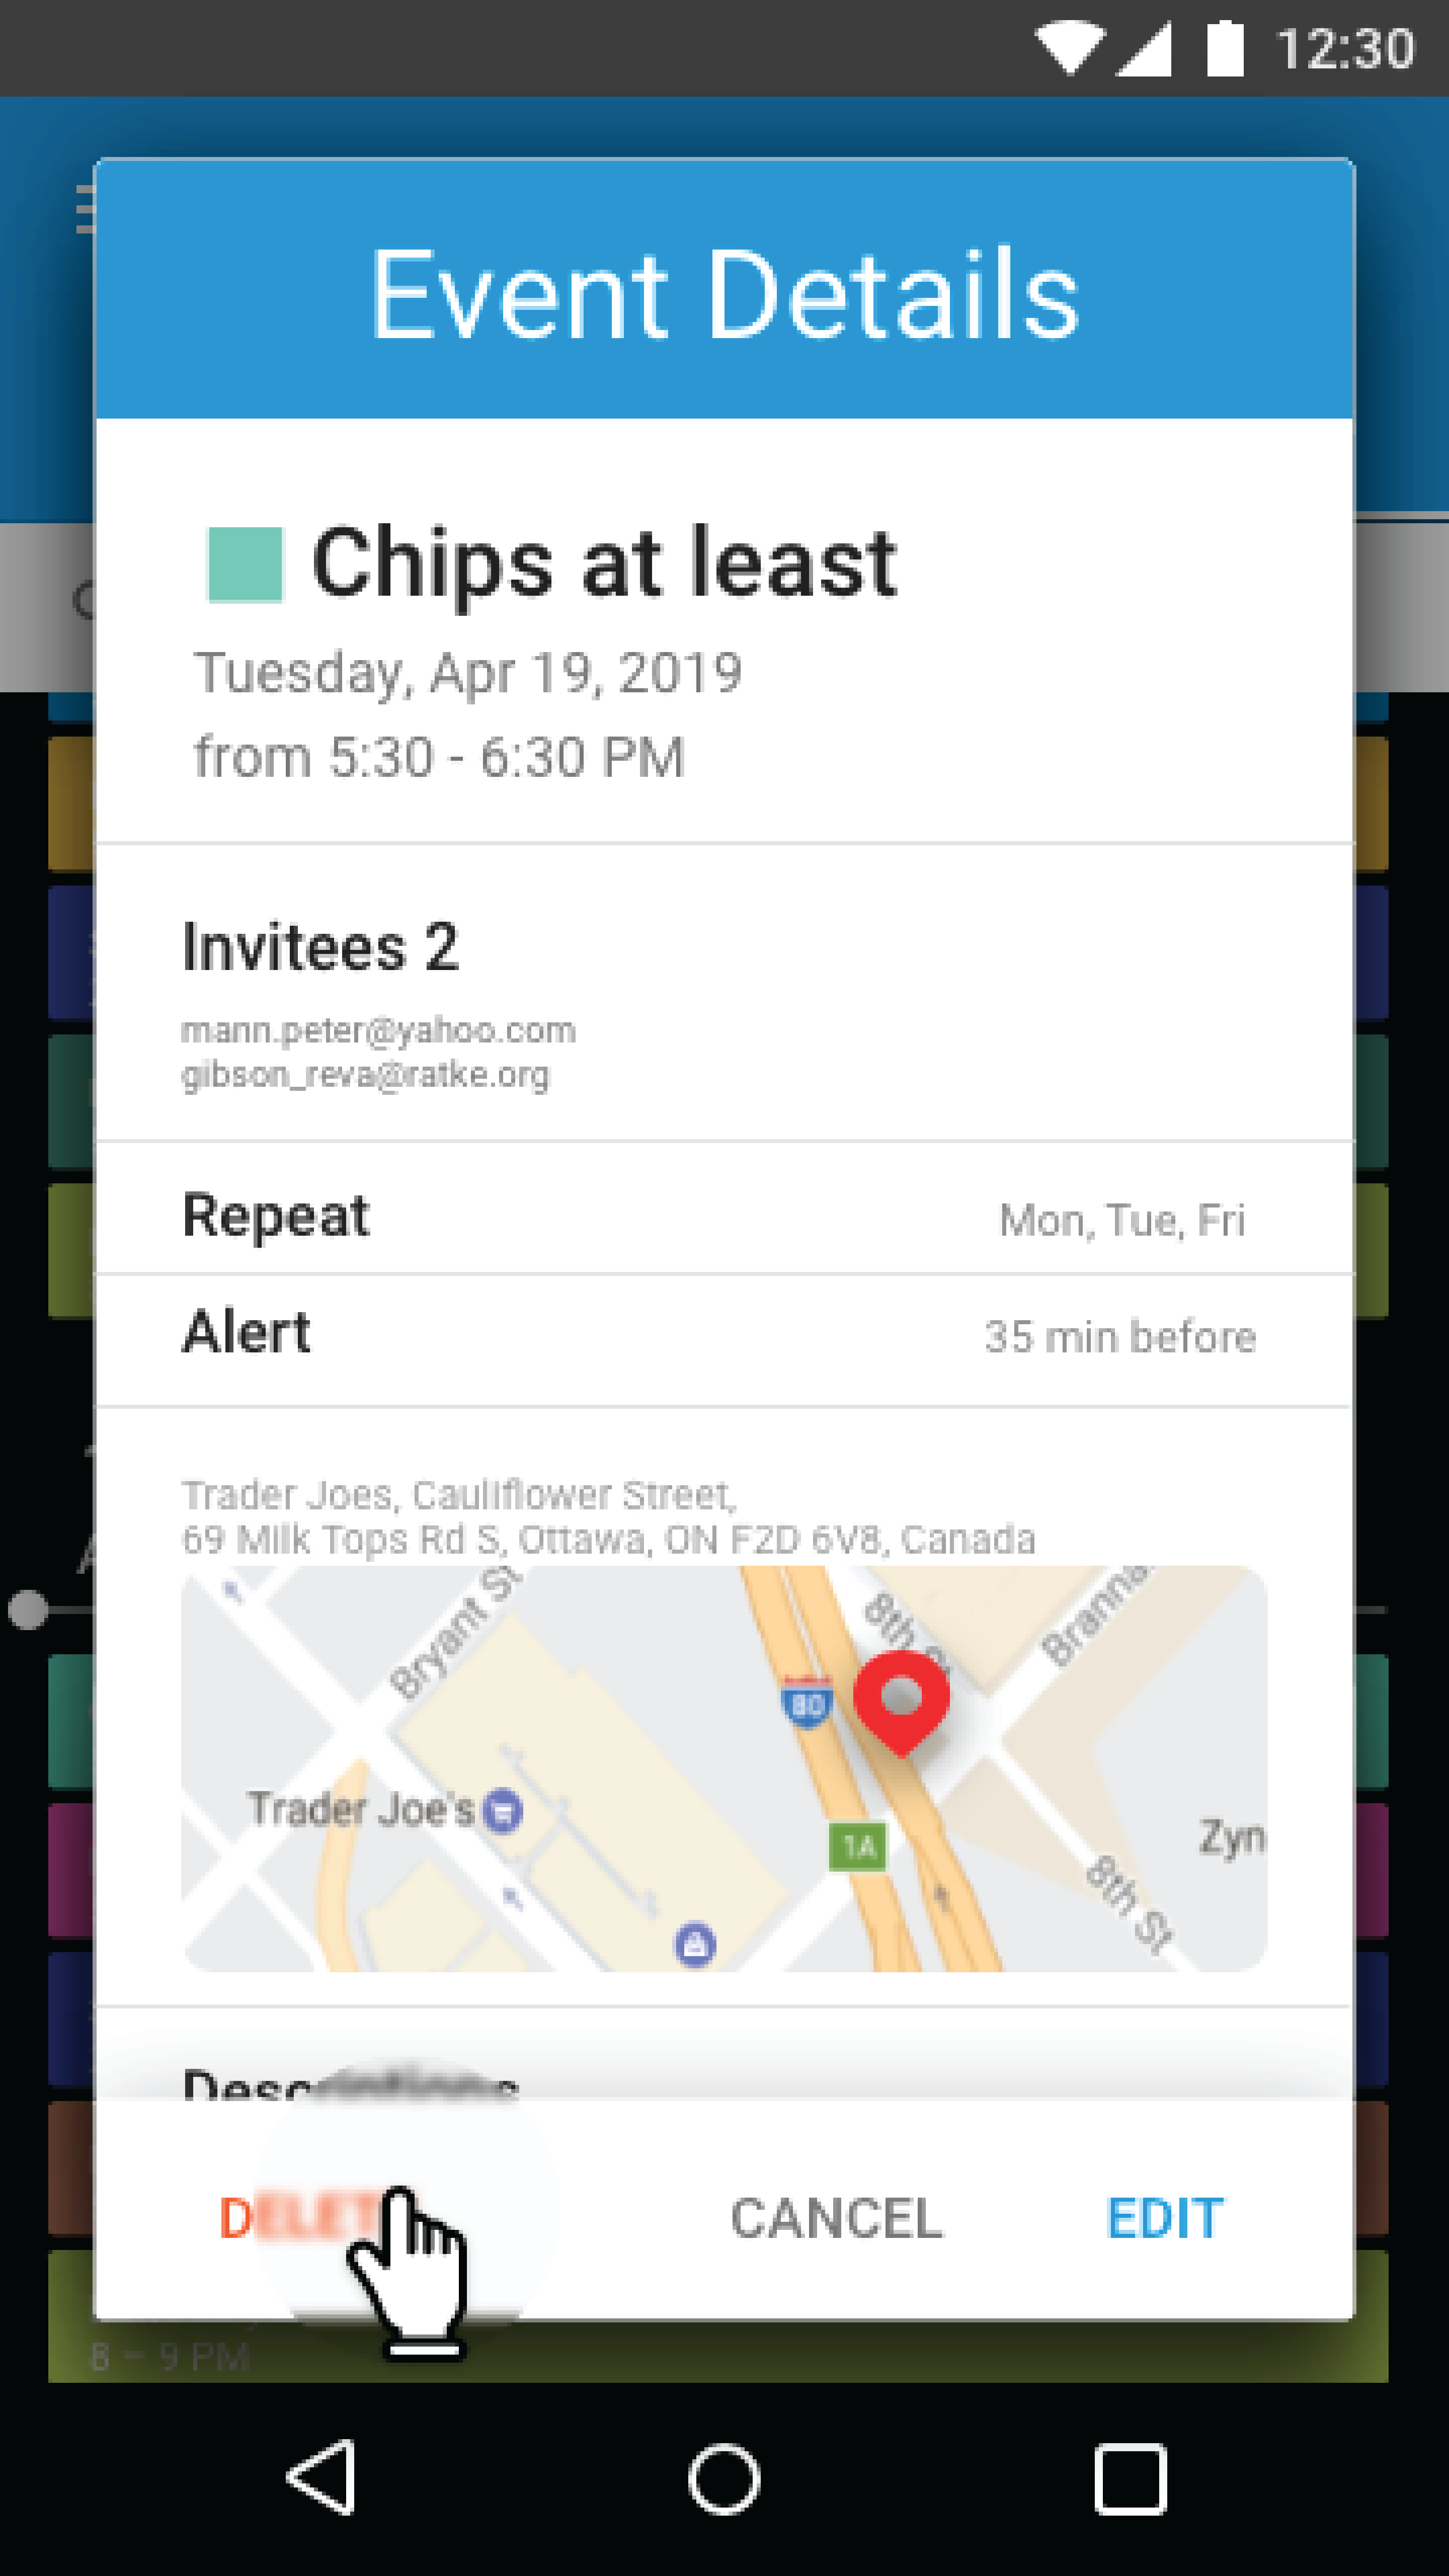 12:30
Event Details
Chips at least
Tuesday, Apr 19, 2019
from 5:30 - 6:30 PM
Invitees 2
mann.peter@yahoo.com
gibson_reva@ratke.org
Repeat
Mon, Tue, Fri
Alert
35 min before
Trader Joes, Cauliflower Street,
69 Milk Tops Rd S, Ottawa, ON F2D 6V8, Canada
Bryant St
8th St
Branna
80
Trader Joe's
1A
Zyn
8th St
Descriptions
DELET
CANCEL
EDIT
8 – 9 PM